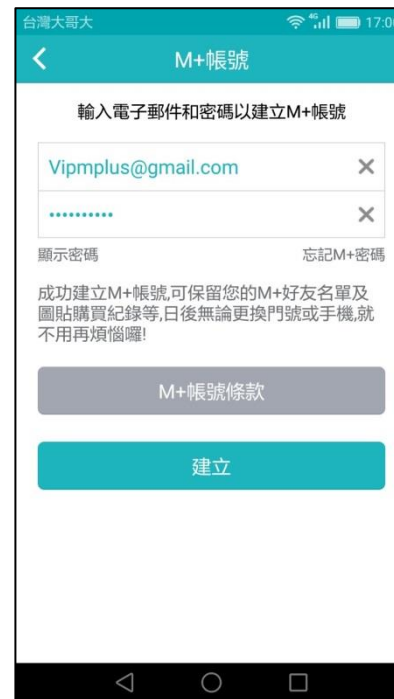 台灣大哥大 4G 17:00
M+帳號
輸入電子郵件和密碼以建立M+帳號
Vipmplus@gmail.com
••••••••••
顯示密碼 忘記M+密碼
成功建立M+帳號,可保留您的M+好友名單及
圖貼購買紀錄等,日後無論更換門號或手機,就
不用再煩惱囉!
M+帳號條款
建立